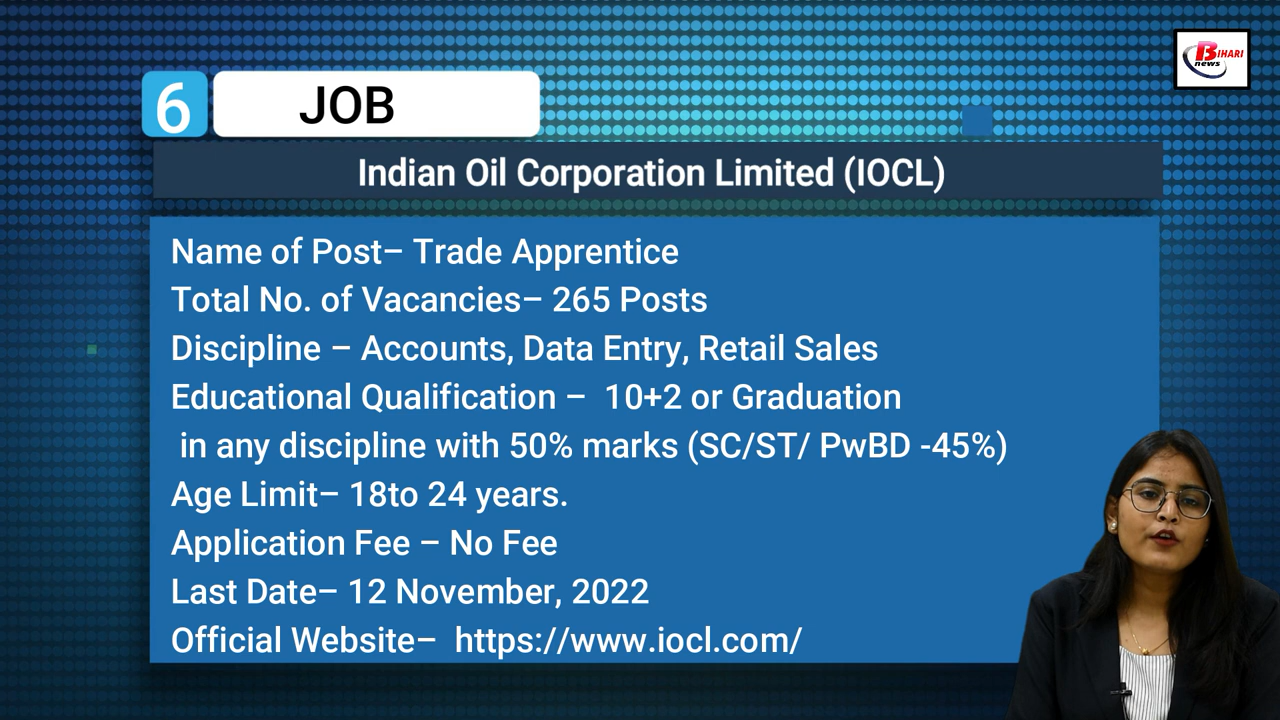 BIHARI
news
6 JOB
Indian Oil Corporation Limited (IOCL)
Name of Post– Trade Apprentice
Total No. of Vacancies– 265 Posts
Discipline – Accounts, Data Entry, Retail Sales
Educational Qualification –  10+2 or Graduation
in any discipline with 50% marks (SC/ST/ PwBD -45%)
Age Limit– 18to 24 years.
Application Fee – No Fee
Last Date– 12 November, 2022
Official Website–  https://www.iocl.com/